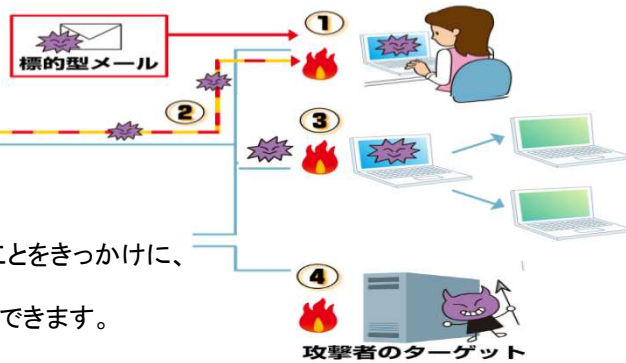 ①
標的型メール
②
③
ことをきっかけに、
④
できます。
攻撃者のターゲット